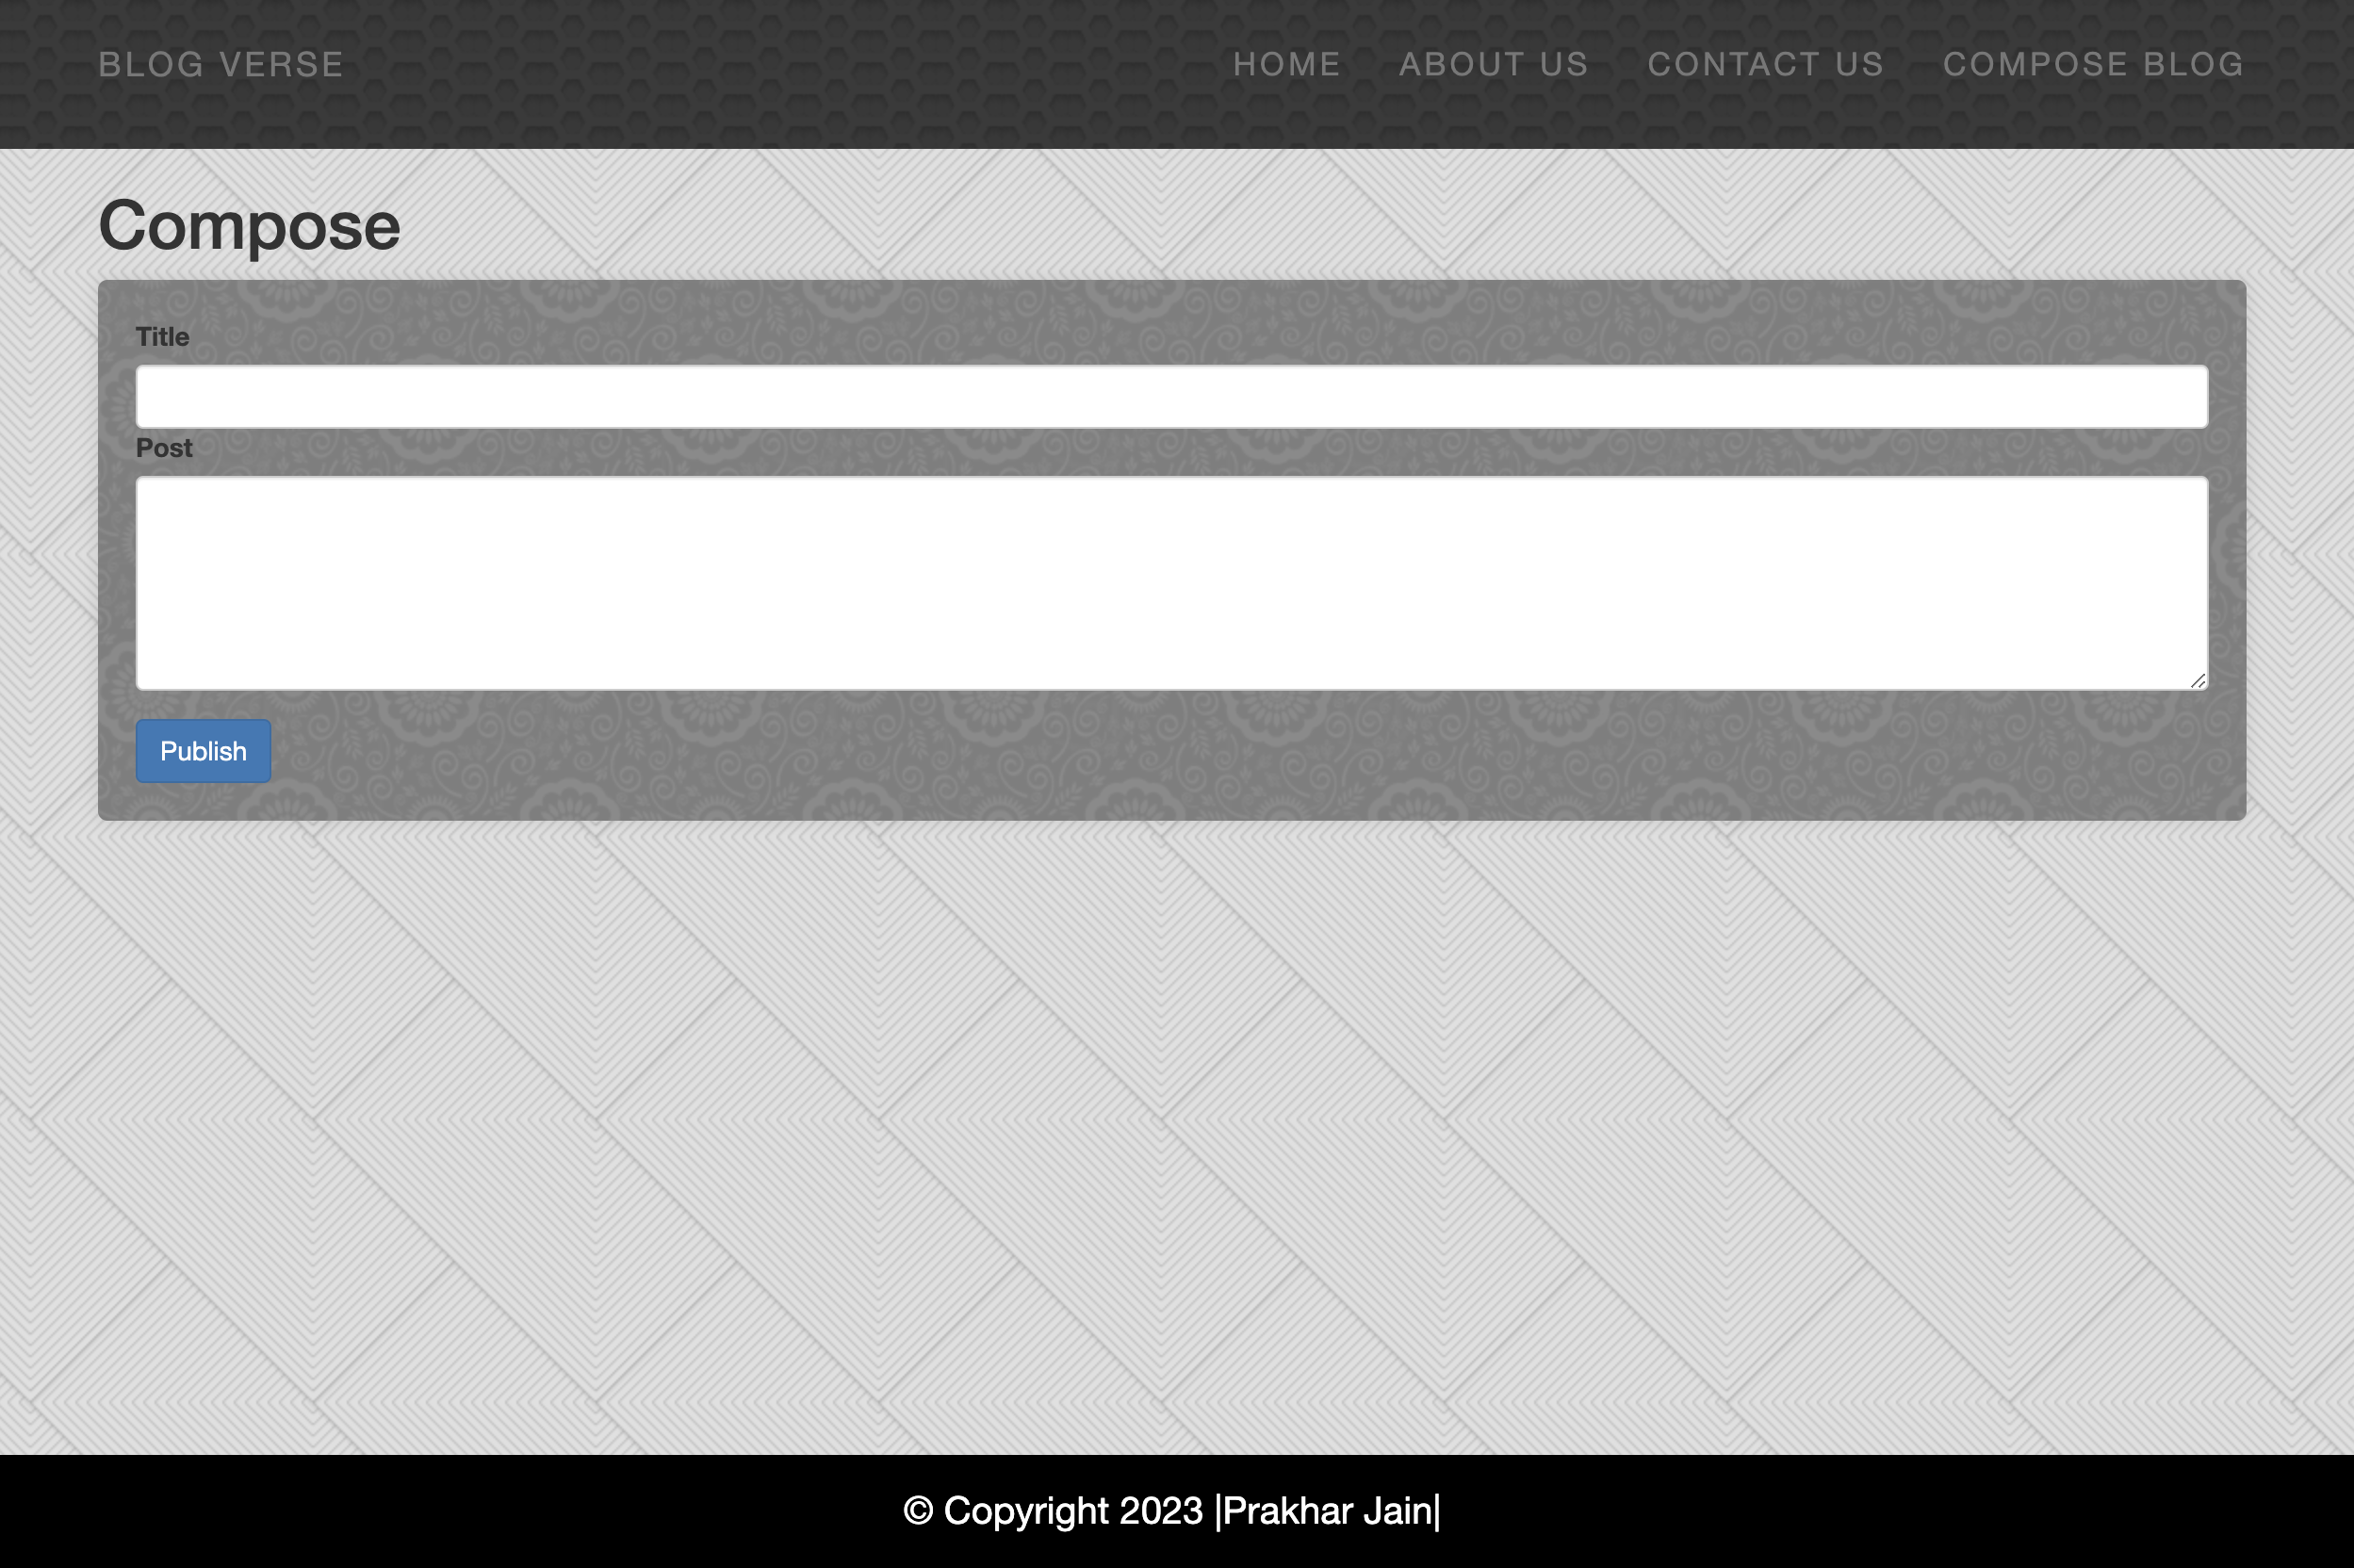 BLOG VERSE HOME ABOUT US CONTACT US COMPOSE BLOG
Compose
Title
Post
Publish
© Copyright 2023 |Prakhar Jain|